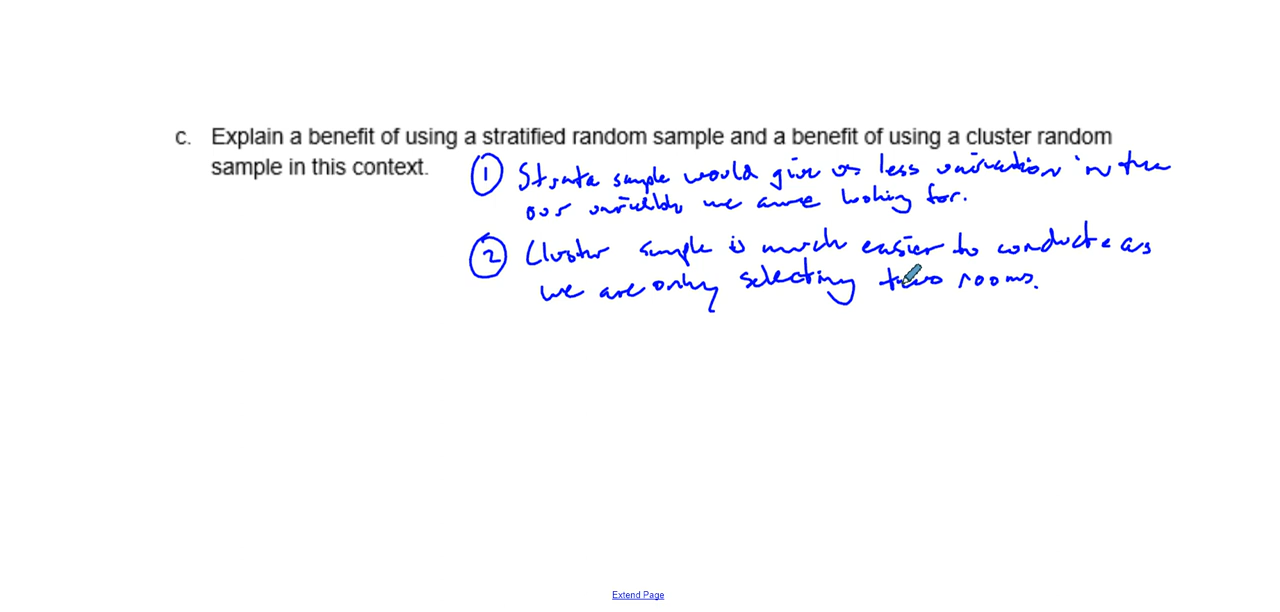 c. Explain a benefit of using a stratified random sample and a benefit of using a cluster random
sample in this context.
① Strata sample would give us less variation in the
our we are looking for.
② Cluster sample is much easier to conduct as
we are only selecting two rooms.
Extend Page